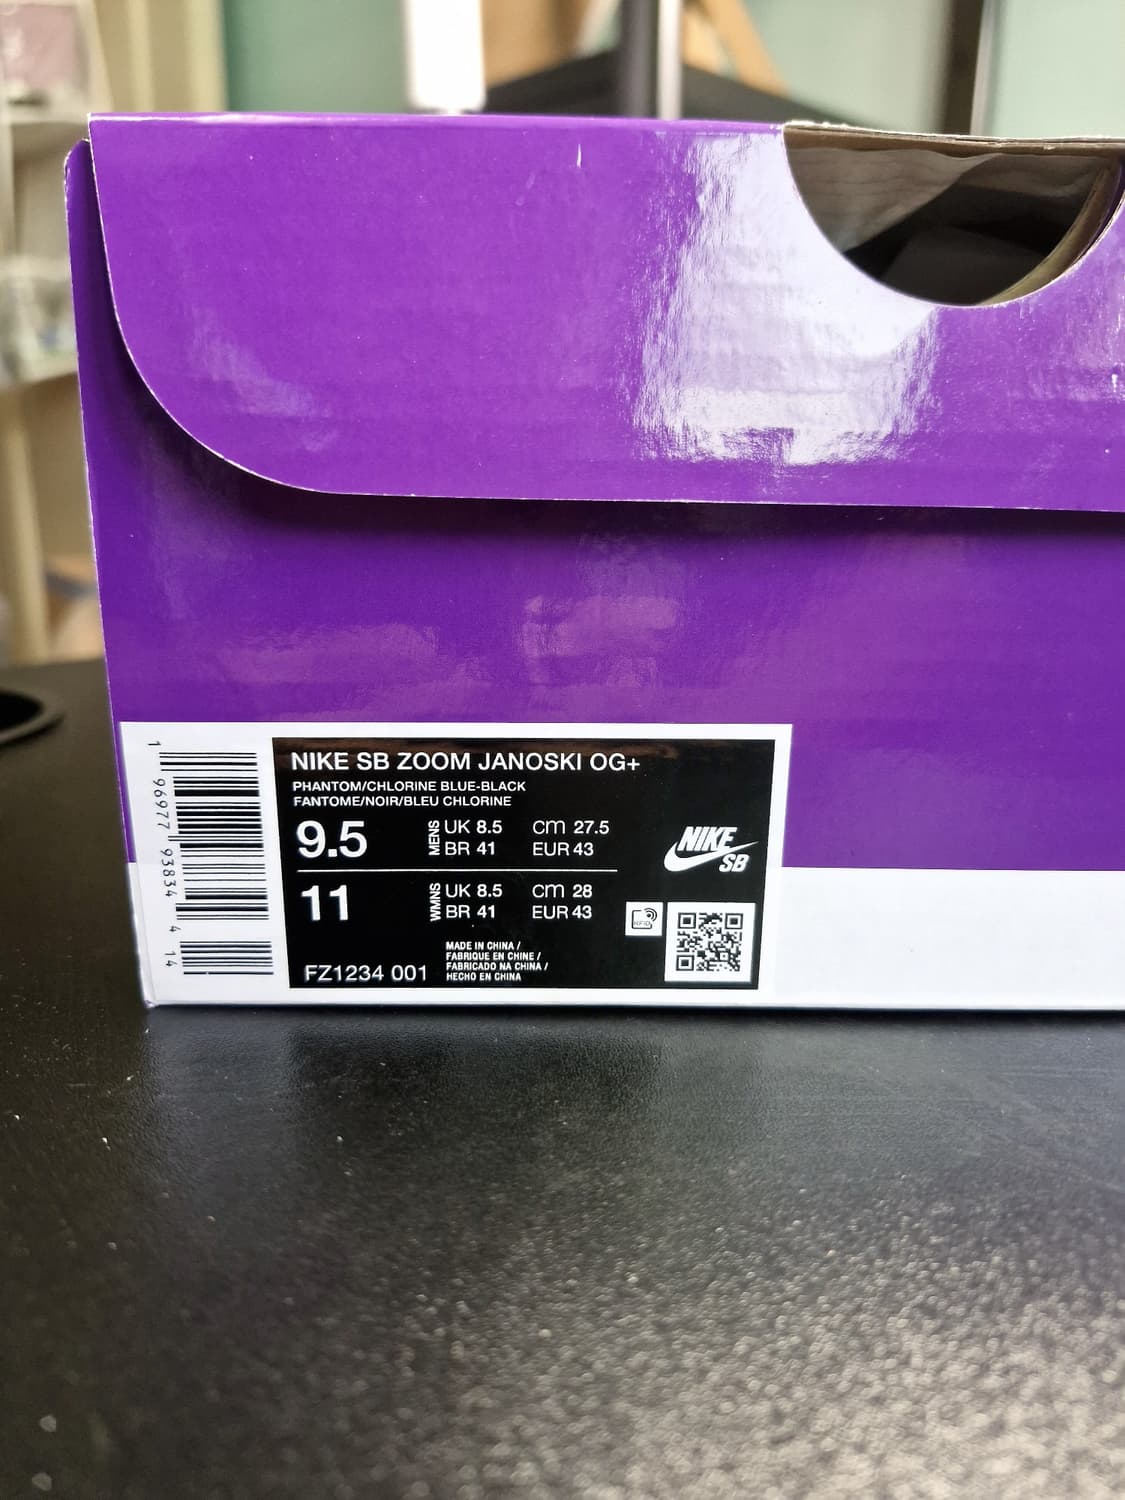 NIKE SB ZOOM JANOSKI OG+
PHANTOM/CHLORINE BLUE-BLACK
FANTOME/NOIR/BLEU CHLORINE
9.5 MENS UK 8.5 cm 27.5
BR 41 EUR 43
11 WMNS UK 8.5 cm 28
BR 41 EUR 43
NIKE
SB
RFID
FZ1234 001
MADE IN CHINA /
FABRIQUE EN CHINE /
FABRICADO NA CHINA /
HECHO EN CHINA
1 96977 93834 4 14